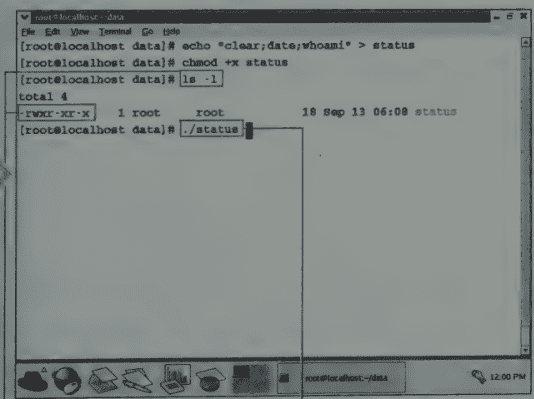 root@localhost:~/data
File Edit View Terminal Go Help
[root@localhost data]# echo "clear;date;whoami" > status
[root@localhost data]# chmod +x status
[root@localhost data]# ls -l
total 4
-rwxr-xr-x 1 root root 18 Sep 13 06:08 status
[root@localhost data]# ./status
root@localhost:~/data 12:00 PM